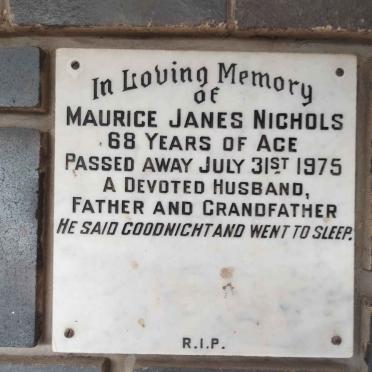 In Loving Memory
of
MAURICE JANES NICHOLS
68 YEARS OF AGE
PASSED AWAY JULY 31ST 1975
A DEVOTED HUSBAND,
FATHER AND GRANDFATHER
HE SAID GOODNIGHT AND WENT TO SLEEP.
R.I.P.